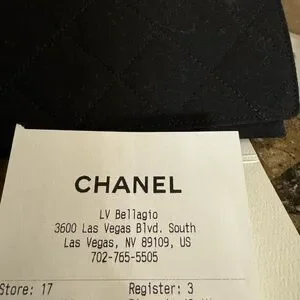 CHANEL
LV Bellagio
3600 Las Vegas Blvd. South
Las Vegas, NV 89109, US
702-765-5505
Store: 17 Register: 3